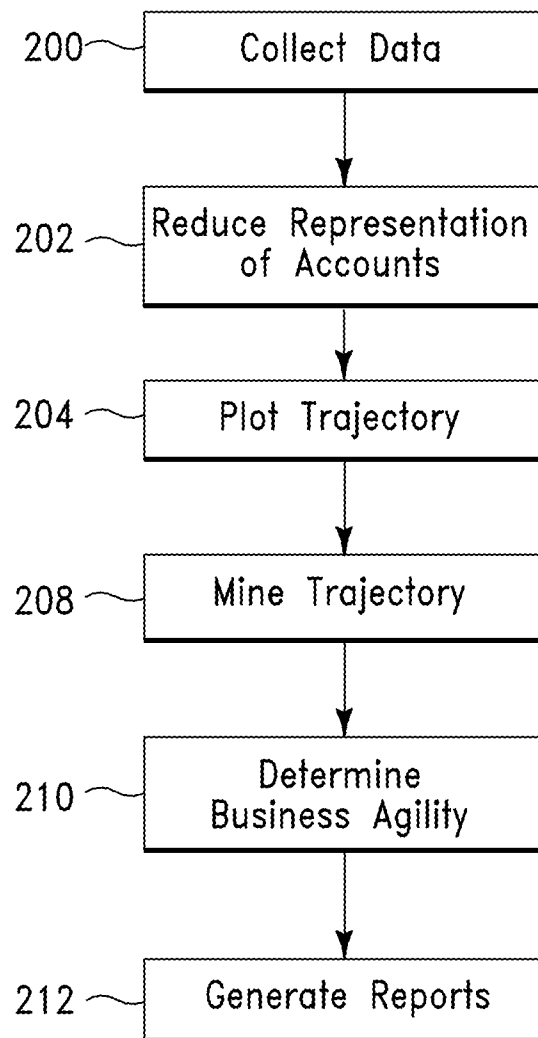 200
Collect Data
202
Reduce Representation
of Accounts
204
Plot Trajectory
208
Mine Trajectory
210
Determine
Business Agility
212
Generate Reports